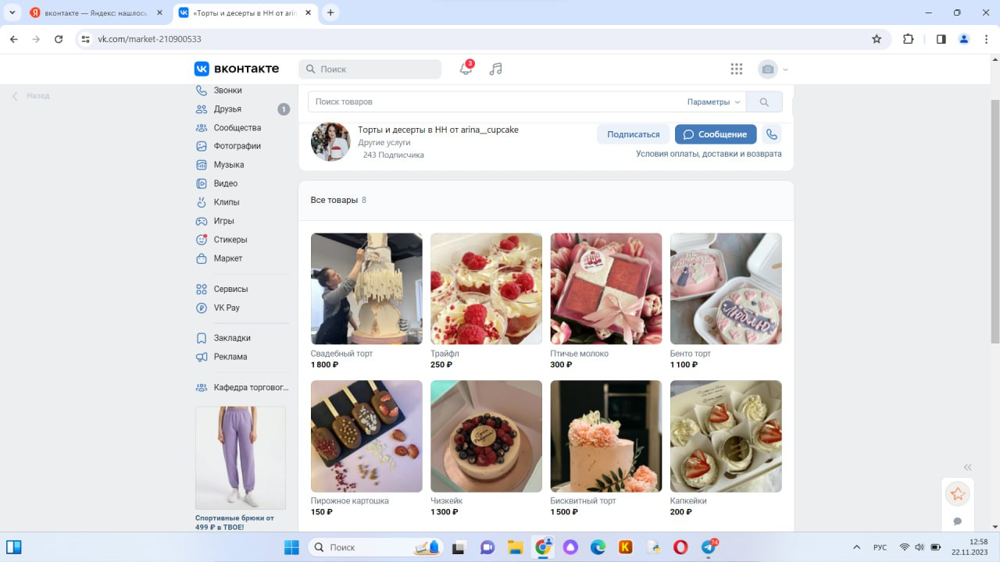 вконтакте — Яндекс: нашлось
«Торты и десерты в НН от arin
vk.com/market-210900533
ВКОНТАКТЕ
Поиск
3
Назад
Звонки
Друзья
1
Сообщества
Фотографии
Музыка
Видео
Клипы
Игры
Стикеры
Маркет
Сервисы
VK Pay
Закладки
Реклама
Кафедра торговог...
Спортивные брюки от
499 ₽ в ТВОЕ!
Поиск товаров
Параметры
Торты и десерты в НН от arina__cupcake
Другие услуги
243 Подписчика
Подписаться
Сообщение
Условия оплаты, доставки и возврата
Все товары 8
Свадебный торт
1 800 ₽
Трайфл
250 ₽
Птичье молоко
300 ₽
ЛЮБЛЮ
Бенто торт
1 100 ₽
Пирожное картошка
150 ₽
Чизкейк
1 300 ₽
Бисквитный торт
1 500 ₽
Капкейки
200 ₽
Поиск
74
РУС
12:58
22.11.2023